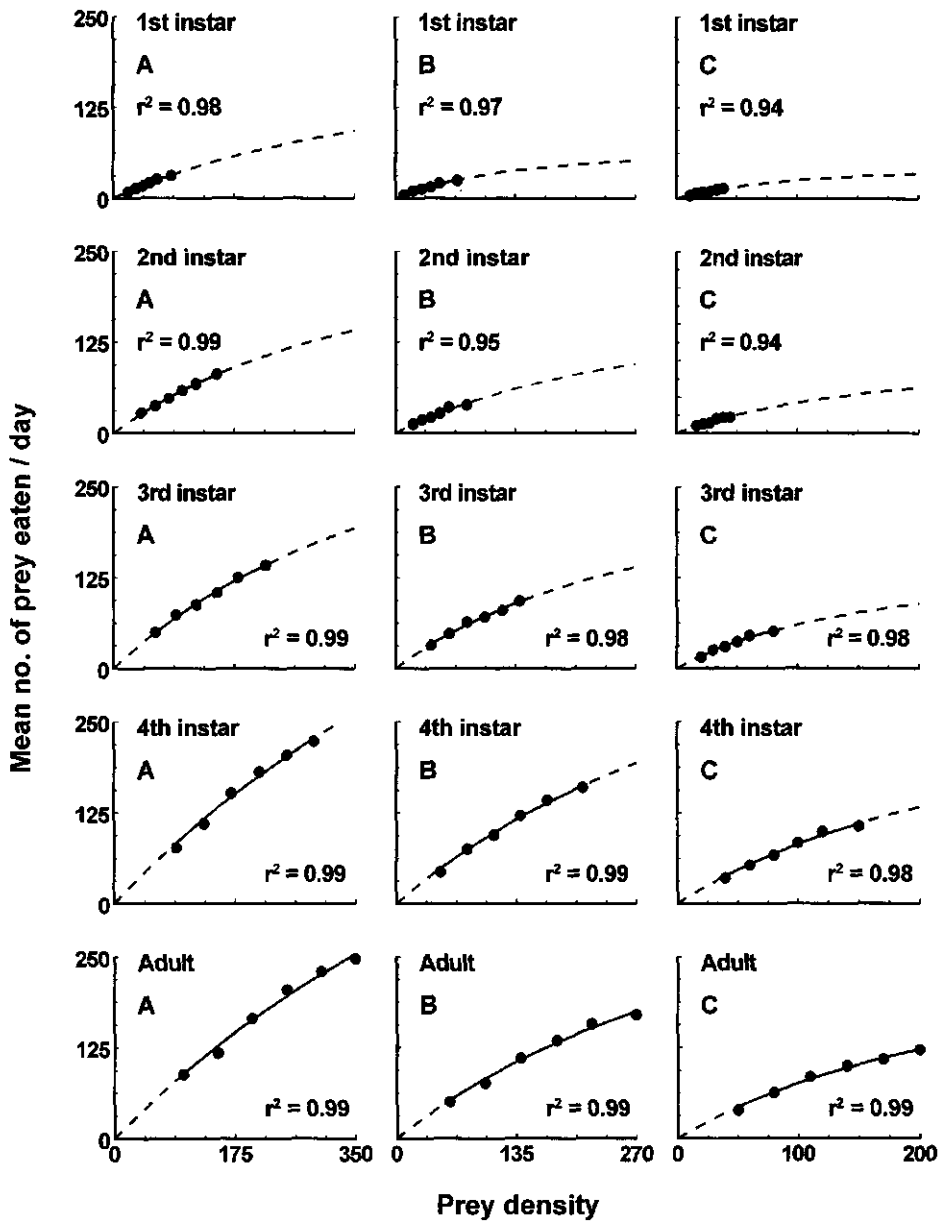 250
125
0
1st instar
A
r² = 0.98
1st instar
B
r² = 0.97
1st instar
C
r² = 0.94
250
125
0
2nd instar
A
r² = 0.99
2nd instar
B
r² = 0.95
2nd instar
C
r² = 0.94
250
125
0
3rd instar
A
r² = 0.99
3rd instar
B
r² = 0.98
3rd instar
C
r² = 0.98
250
125
0
4th instar
A
r² = 0.99
4th instar
B
r² = 0.99
4th instar
C
r² = 0.98
250
125
0
Adult
A
r² = 0.99
Adult
B
r² = 0.99
Adult
C
r² = 0.99
0 175 350
0 135 270
0 100 200
Mean no. of prey eaten / day
Prey density